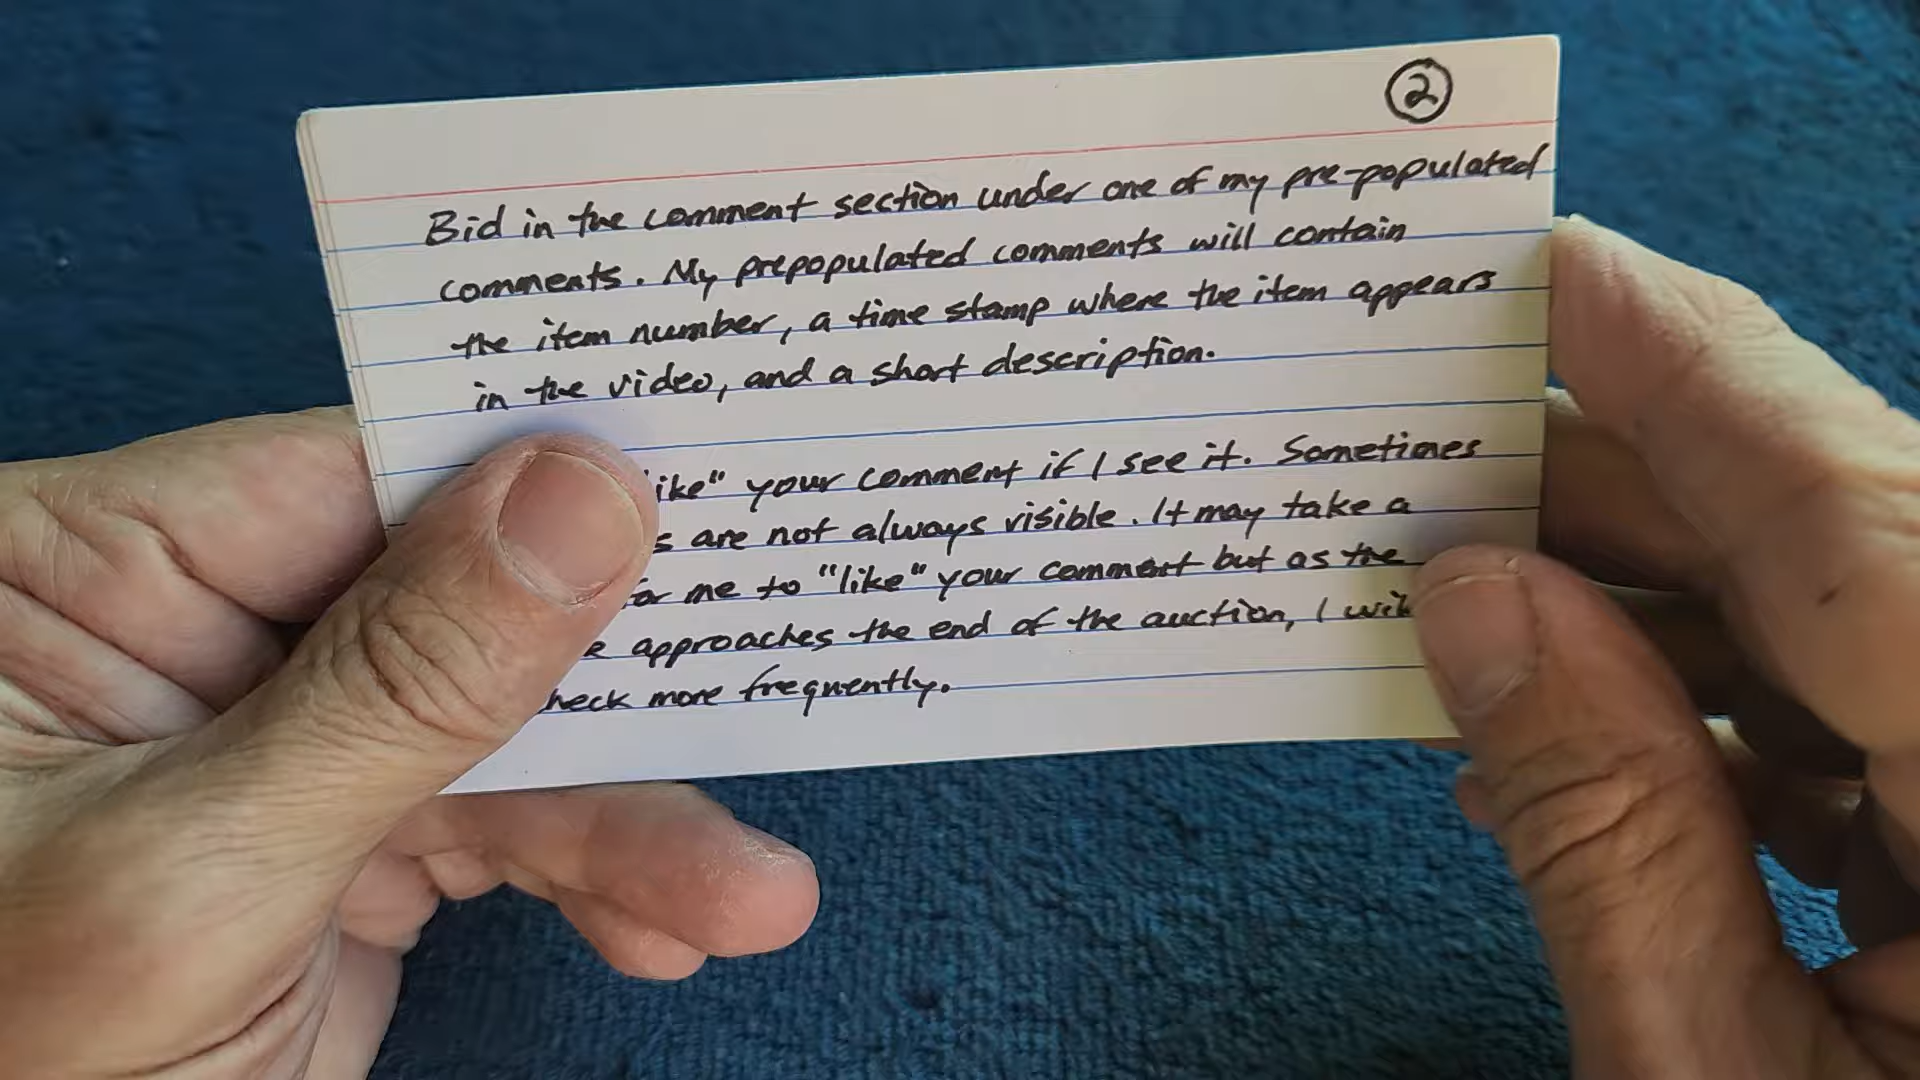 2
Bid in the comment section under one of my pre-populated
comments. My prepopulated comments will contain
the item number, a time stamp where the item appears
in the video, and a short description.
your comment if I see it. Sometimes
are not always visible. It may take a
for me to "like" your comment but as the
approaches the end of the auction, I will
more frequently.